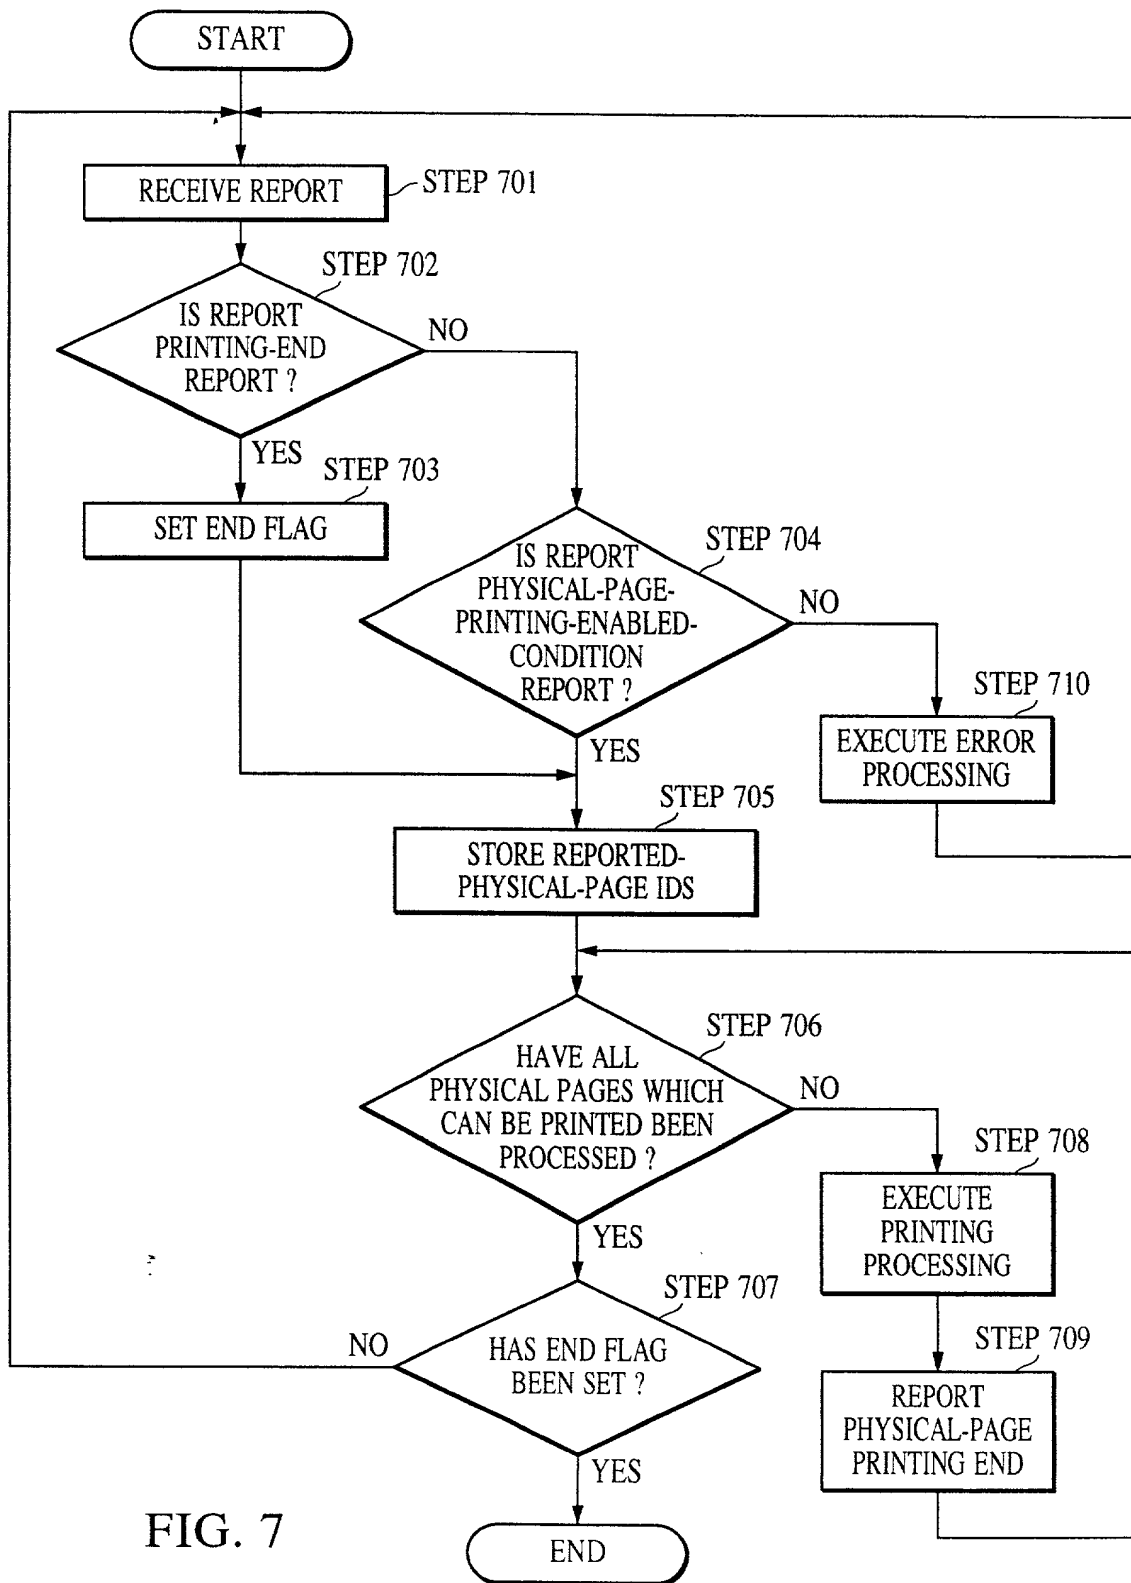 START
RECEIVE REPORT
STEP 701
STEP 702
IS REPORT
PRINTING-END
REPORT ?
NO
YES
STEP 703
SET END FLAG
STEP 704
IS REPORT
PHYSICAL-PAGE-
PRINTING-ENABLED-
CONDITION
REPORT ?
NO
YES
STEP 710
EXECUTE ERROR
PROCESSING
STEP 705
STORE REPORTED-
PHYSICAL-PAGE IDS
STEP 706
HAVE ALL
PHYSICAL PAGES WHICH
CAN BE PRINTED BEEN
PROCESSED ?
NO
YES
STEP 708
EXECUTE
PRINTING
PROCESSING
STEP 707
HAS END FLAG
BEEN SET ?
NO
YES
STEP 709
REPORT
PHYSICAL-PAGE
PRINTING END
END
FIG. 7